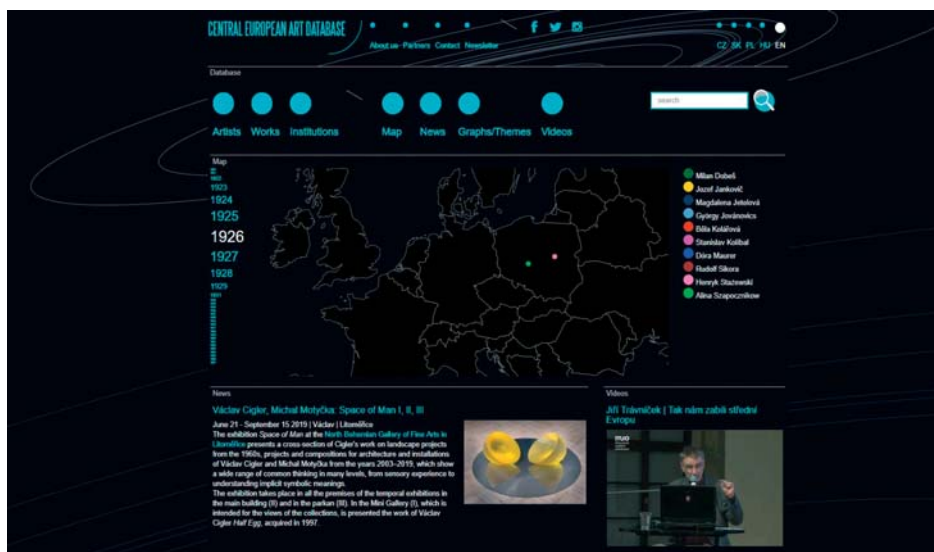 CENTRAL EUROPEAN ART DATABASE
About us Partners Contact Newsletter
CZ SK PL HU EN
Database
search
Artists Works Institutions Map News Graphs/Themes Videos
Map
1923
1924
1925
1926
1927
1928
1929
Milan Dobeš
Jozef Jankovič
Magdalena Jetelová
György Jovánovics
Běla Kolářová
Stanislav Kolíbal
Dóra Maurer
Rudolf Sikora
Henryk Stażewski
Alina Szapocznikow
News
Václav Cigler, Michal Motyčka: Space of Man I, II, III
June 21 - September 15 2019 | Václav | Litoměřice
The exhibition Space of Man at the North Bohemian Gallery of Fine Arts in
Litoměřice presents a cross-section of Cigler's work on landscape projects
from the 1960s, projects and compositions for architecture and installations
of Václav Cigler and Michal Motyčka from the years 2003-2019, which show
a wide range of common thinking in many levels, from sensory experience to
understanding implicit symbolic meanings.
The exhibition takes place in all the premises of the temporal exhibitions in
the main building (II) and in the parkan (III). In the Mini Gallery (I), which is
intended for the views of the collections, is presented the work of Václav
Cigler Half Egg, acquired in 1997.
Videos
Jiří Trávníček | Tak nám zabili střední
Evropu